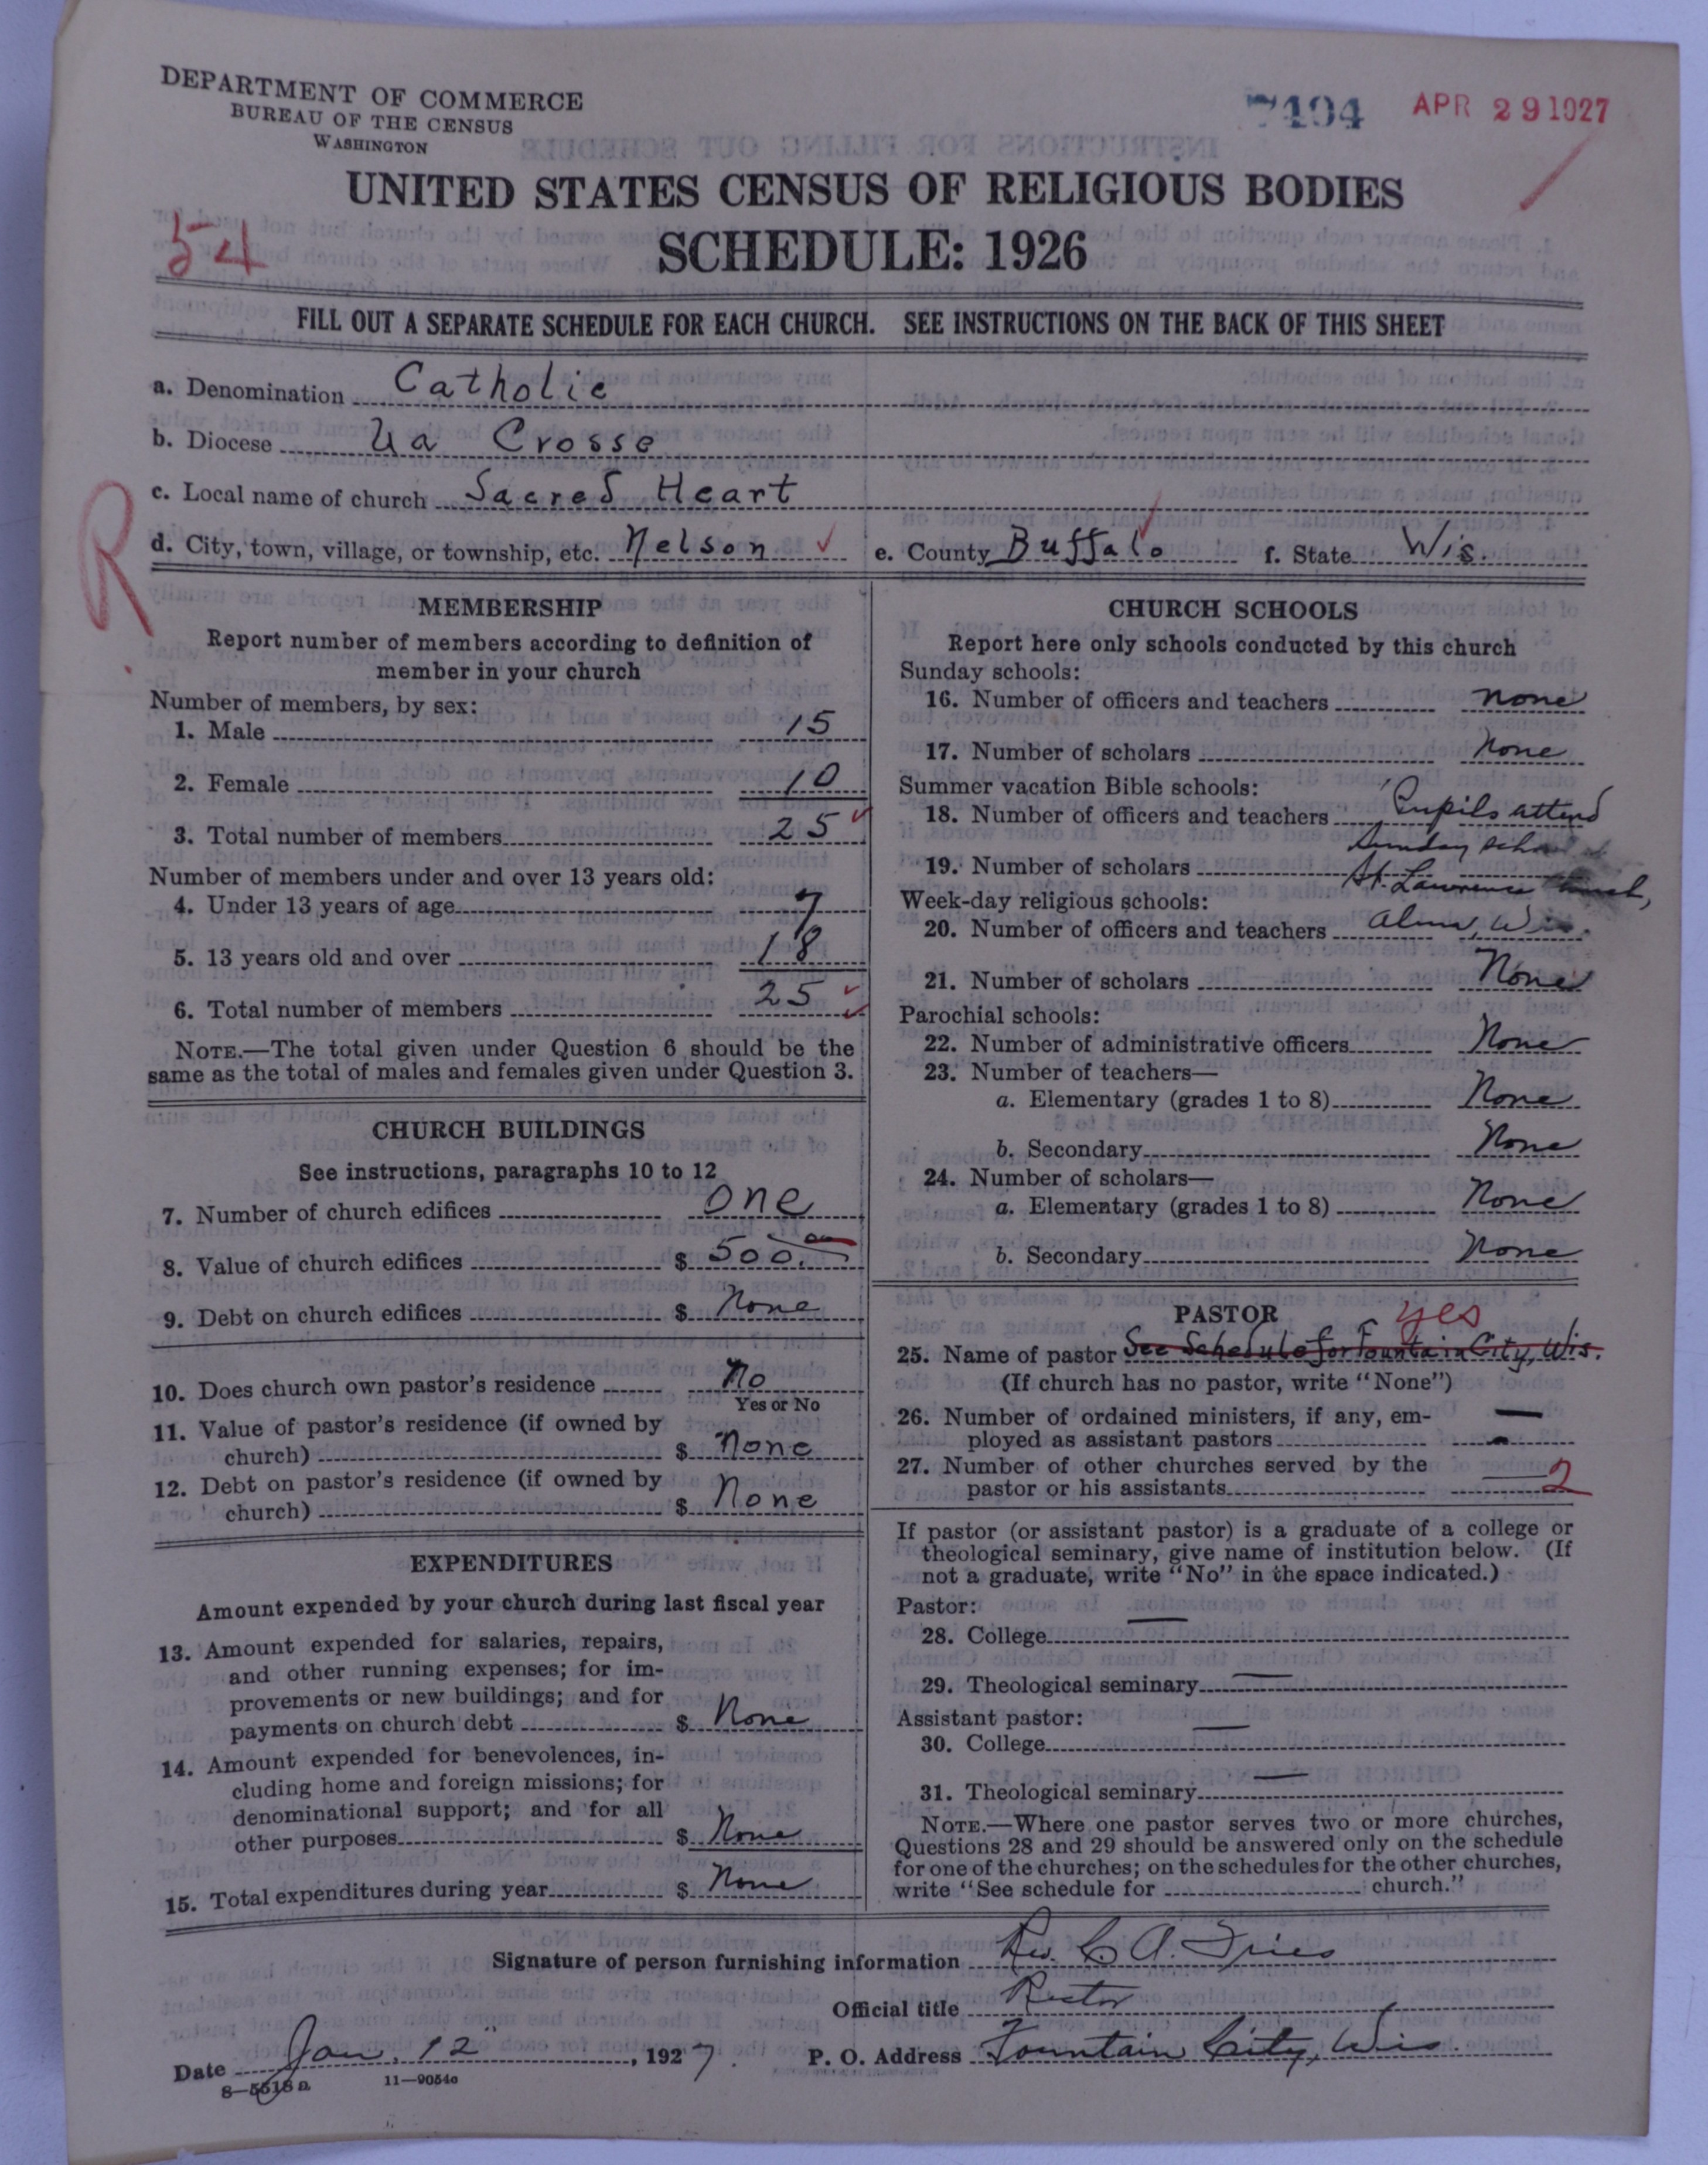 DEPARTMENT OF COMMERCE
BUREAU OF THE CENSUS
WASHINGTON
7494 APR 29 1927
UNITED STATES CENSUS OF RELIGIOUS BODIES
54
SCHEDULE: 1926
FILL OUT A SEPARATE SCHEDULE FOR EACH CHURCH. SEE INSTRUCTIONS ON THE BACK OF THIS SHEET
a. Denomination Catholic
b. Diocese La Crosse
c. Local name of church Sacred Heart
R
d. City, town, village, or township, etc. Nelson e. County Buffalo f. State Wis.
MEMBERSHIP
Report number of members according to definition of
member in your church
Number of members, by sex:
1. Male 15
2. Female 10
3. Total number of members 25
Number of members under and over 13 years old:
4. Under 13 years of age 7
5. 13 years old and over 18
6. Total number of members 25
NOTE.—The total given under Question 6 should be the
same as the total of males and females given under Question 3.
CHURCH BUILDINGS
See instructions, paragraphs 10 to 12
7. Number of church edifices one
8. Value of church edifices $ 500.00
9. Debt on church edifices $ None
10. Does church own pastor's residence No
Yes or No
11. Value of pastor's residence (if owned by
church) $ None
12. Debt on pastor's residence (if owned by
church) $ None
EXPENDITURES
Amount expended by your church during last fiscal year
13. Amount expended for salaries, repairs,
and other running expenses; for im-
provements or new buildings; and for
payments on church debt $ None
14. Amount expended for benevolences, in-
cluding home and foreign missions; for
denominational support; and for all
other purposes $ None
15. Total expenditures during year $ None
CHURCH SCHOOLS
Report here only schools conducted by this church
Sunday schools:
16. Number of officers and teachers none
17. Number of scholars None
Summer vacation Bible schools:
18. Number of officers and teachers Pupils attend
Sunday school at
19. Number of scholars St. Lawrence Church,
Week-day religious schools:
20. Number of officers and teachers Alma, Wis.
21. Number of scholars None
Parochial schools:
22. Number of administrative officers None
23. Number of teachers—
a. Elementary (grades 1 to 8) None
b. Secondary None
24. Number of scholars—
a. Elementary (grades 1 to 8) None
b. Secondary None
PASTOR yes
25. Name of pastor See Schedule for Fountain City, Wis.
(If church has no pastor, write "None")
26. Number of ordained ministers, if any, em-
ployed as assistant pastors —
27. Number of other churches served by the
pastor or his assistants 2
If pastor (or assistant pastor) is a graduate of a college or
theological seminary, give name of institution below. (If
not a graduate, write "No" in the space indicated.)
Pastor:
28. College —
29. Theological seminary —
Assistant pastor:
30. College —
31. Theological seminary —
NOTE.—Where one pastor serves two or more churches,
Questions 28 and 29 should be answered only on the schedule
for one of the churches; on the schedules for the other churches,
write "See schedule for church."
Signature of person furnishing information Rev. C. A. Fries
Official title Rector
Date Jan. 12", 1927. P. O. Address Fountain City, Wis.
8—5518a 11—9054a